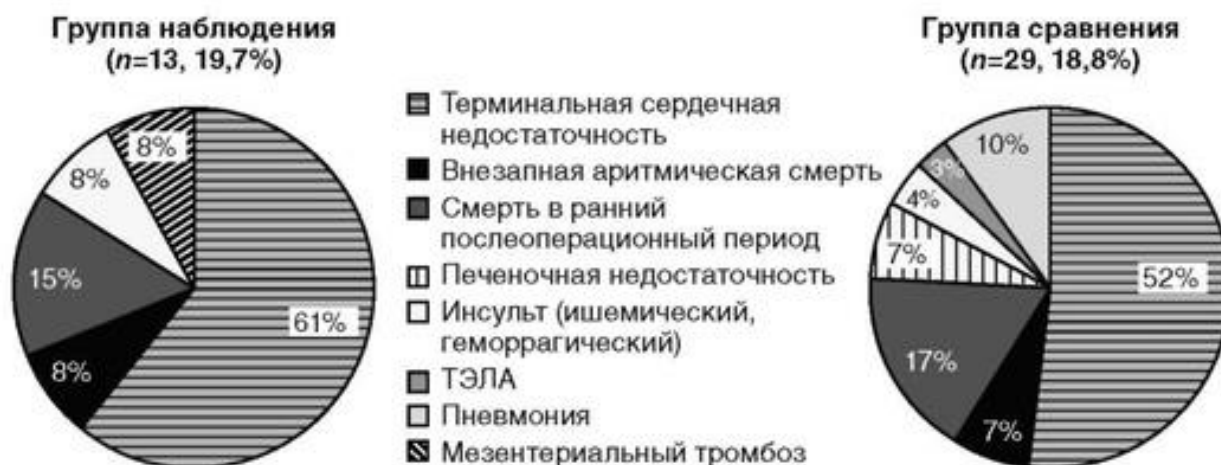 Группа наблюдения
(n=13, 19,7%)
8%
8%
15%
8%
61%
Терминальная сердечная
недостаточность
Внезапная аритмическая смерть
Смерть в ранний
послеоперационный период
Печеночная недостаточность
Инсульт (ишемический,
геморрагический)
ТЭЛА
Пневмония
Мезентериальный тромбоз
Группа сравнения
(n=29, 18,8%)
10%
3%
4%
7%
52%
17%
7%